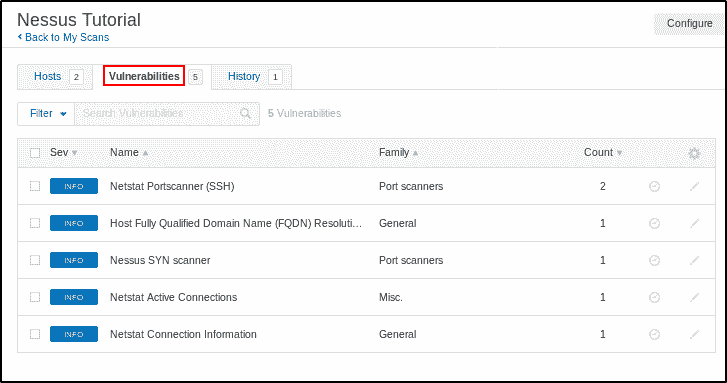 Nessus Tutorial
Configure
Back to My Scans
Hosts 2 Vulnerabilities 5 History 1
Filter Search Vulnerabilities 5 Vulnerabilities
Sev Name Family Count
INFO Netstat Portscanner (SSH) Port scanners 2
INFO Host Fully Qualified Domain Name (FQDN) Resoluti... General 1
INFO Nessus SYN scanner Port scanners 1
INFO Netstat Active Connections Misc. 1
INFO Netstat Connection Information General 1